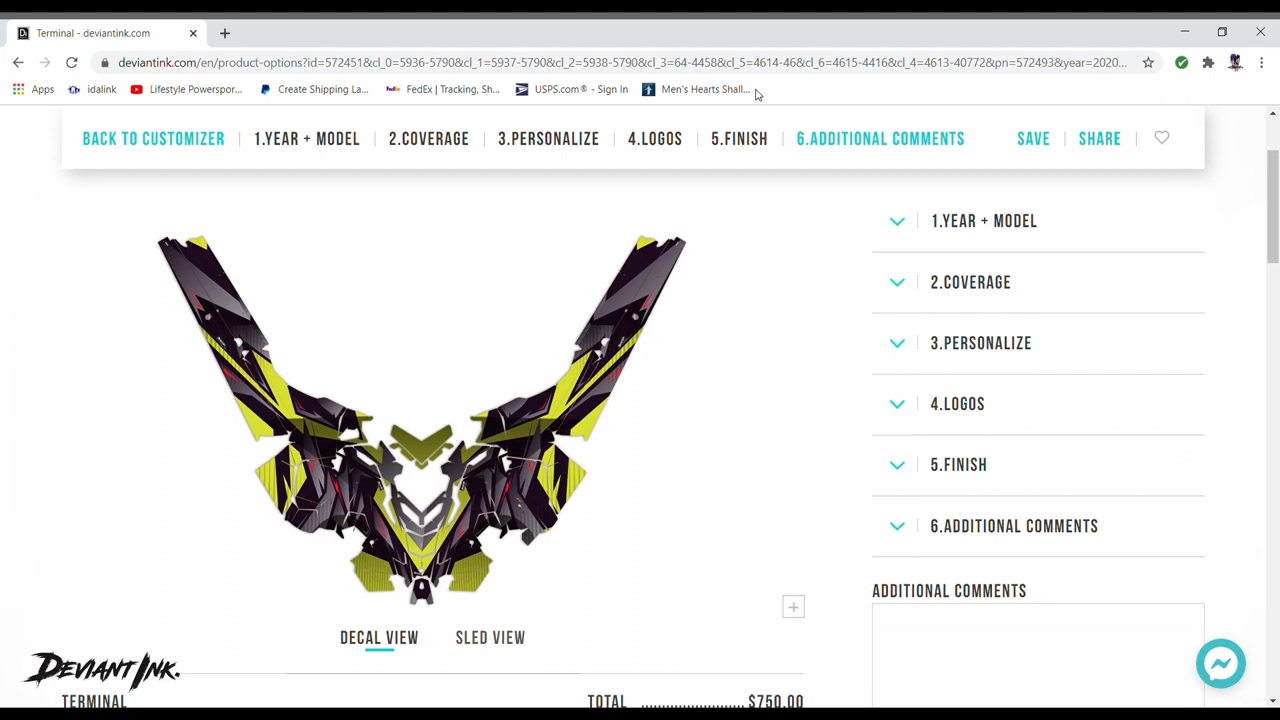 Terminal - deviantink.com
deviantink.com/en/product-options?id=572451&cl_0=5936-5790&cl_1=5937-5790&cl_2=5938-5790&cl_3=64-4458&cl_5=4614-468&cl_6=4615-4416&cl_4=4613-40772&pn=572493&year=2020...
Apps idalink Lifestyle Powerspor... Create Shipping La... FedEx | Tracking, Sh... USPS.com® - Sign In Men's Hearts Shall...
BACK TO CUSTOMIZER 1.YEAR + MODEL 2.COVERAGE 3.PERSONALIZE 4.LOGOS 5.FINISH 6.ADDITIONAL COMMENTS SAVE SHARE
1.YEAR + MODEL
2.COVERAGE
3.PERSONALIZE
4.LOGOS
5.FINISH
6.ADDITIONAL COMMENTS
ADDITIONAL COMMENTS
DECAL VIEW SLED VIEW
DEVIANT INK.
TERMINAL TOTAL ........................ $750.00